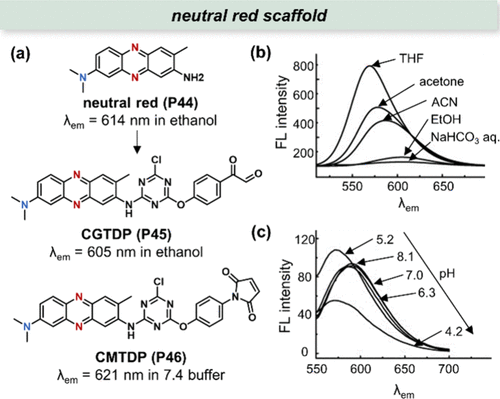 neutral red scaffold
(a)
N
N
N
NH2
neutral red (P44)
λem = 614 nm in ethanol
Cl
N
N
N
N
N
N
N
H
O
O
O
CGTDP (P45)
λem = 605 nm in ethanol
Cl
N
N
N
N
N
N
N
H
O
N
O
O
CMTDP (P46)
λem = 621 nm in 7.4 buffer
(b)
THF
acetone
ACN
EtOH
NaHCO3 aq.
FL intensity
800
600
400
200
550 600 650
λem
(c)
5.2
8.1
7.0
6.3
4.2
pH
FL intensity
120
80
40
0
550 600 650 700
λem